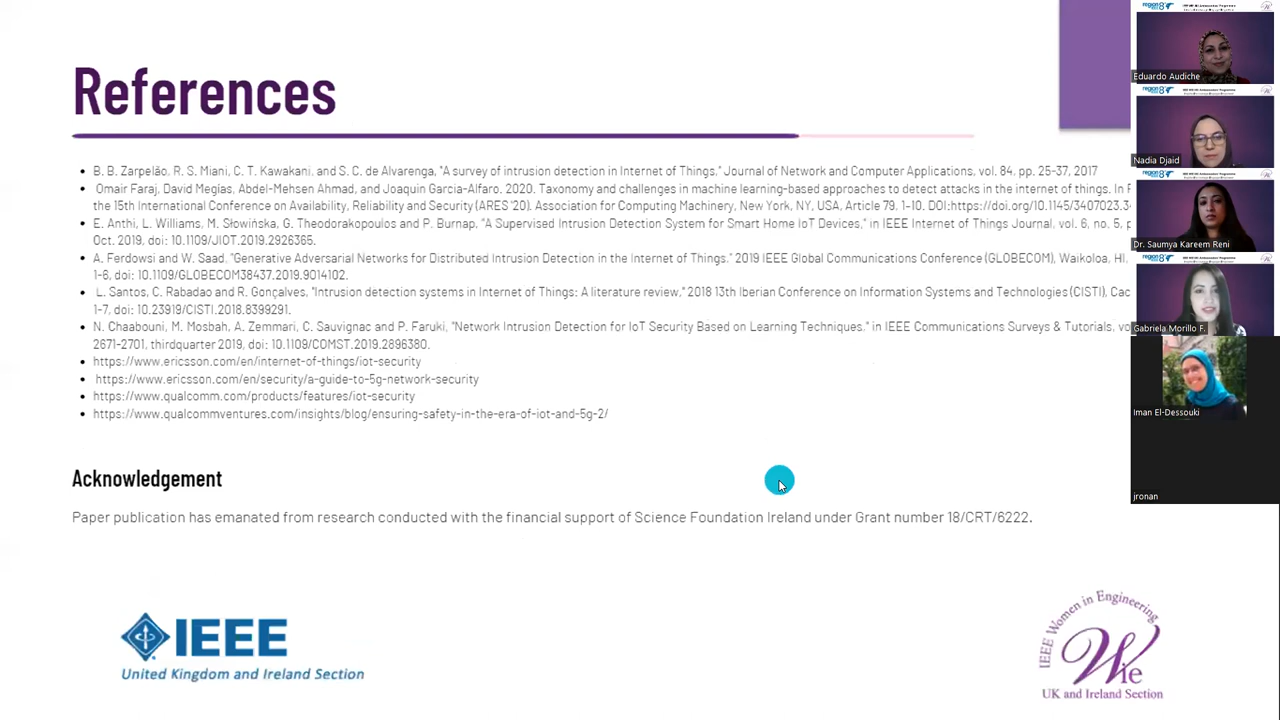 References
B. B. Zarpelão, R. S. Miani, C. T. Kawakani, and S. C. de Alvarenga, "A survey of intrusion detection in Internet of Things," Journal of Network and Computer Applications, vol. 84, pp. 25-37, 2017
Omair Faraj, David Megías, Abdel-Mehsen Ahmad, and Joaquin Garcia-Alfaro. 2020. Taxonomy and challenges in machine learning-based approaches to detect attacks in the internet of things. In
the 15th International Conference on Availability, Reliability and Security (ARES 20). Association for Computing Machinery, New York, NY, USA, Article 79, 1–10. DOI:https://doi.org/10.1145/3407023.3
E. Anthi, L. Williams, M. Słowińska, G. Theodorakopoulos and P. Burnap, "A Supervised Intrusion Detection System for Smart Home IoT Devices," in IEEE Internet of Things Journal, vol. 6, no. 5,
Oct. 2019, doi: 10.1109/JIOT.2019.2926365.
A. Ferdowsi and W. Saad, "Generative Adversarial Networks for Distributed Intrusion Detection in the Internet of Things," 2019 IEEE Global Communications Conference (GLOBECOM), Waikoloa, HI,
1-6, doi: 10.1109/GLOBECOM38437.2019.9014102.
L. Santos, C. Rabadao and R. Gonçalves, "Intrusion detection systems in Internet of Things: A literature review," 2018 13th Iberian Conference on Information Systems and Technologies (CISTI),
1-7, doi: 10.23919/CISTI.2018.8399291.
N. Chaabouni, M. Mosbah, A. Zemmari, C. Sauvignac and P. Faruki, "Network Intrusion Detection for IoT Security Based on Learning Techniques," in IEEE Communications Surveys & Tutorials,
2671-2701, thirdquarter 2019, doi: 10.1109/COMST.2019.2896380.
https://www.ericsson.com/en/internet-of-things/iot-security
https://www.ericsson.com/en/security/a-guide-to-5g-network-security
https://www.qualcomm.com/products/features/iot-security
https://www.qualcommventures.com/insights/blog/ensuring-safety-in-the-era-of-iot-and-5g-2/
Acknowledgement
Paper publication has emanated from research conducted with the financial support of Science Foundation Ireland under Grant number 18/CRT/6222.
IEEE
United Kingdom and Ireland Section
IEEE Women in Engineering
Wie
UK and Ireland Section
Eduardo Audiche
Nadia Djaid
Dr. Saumya Kareem Reni
Gabriela Morillo F.
Iman El-Dessouki
jronan